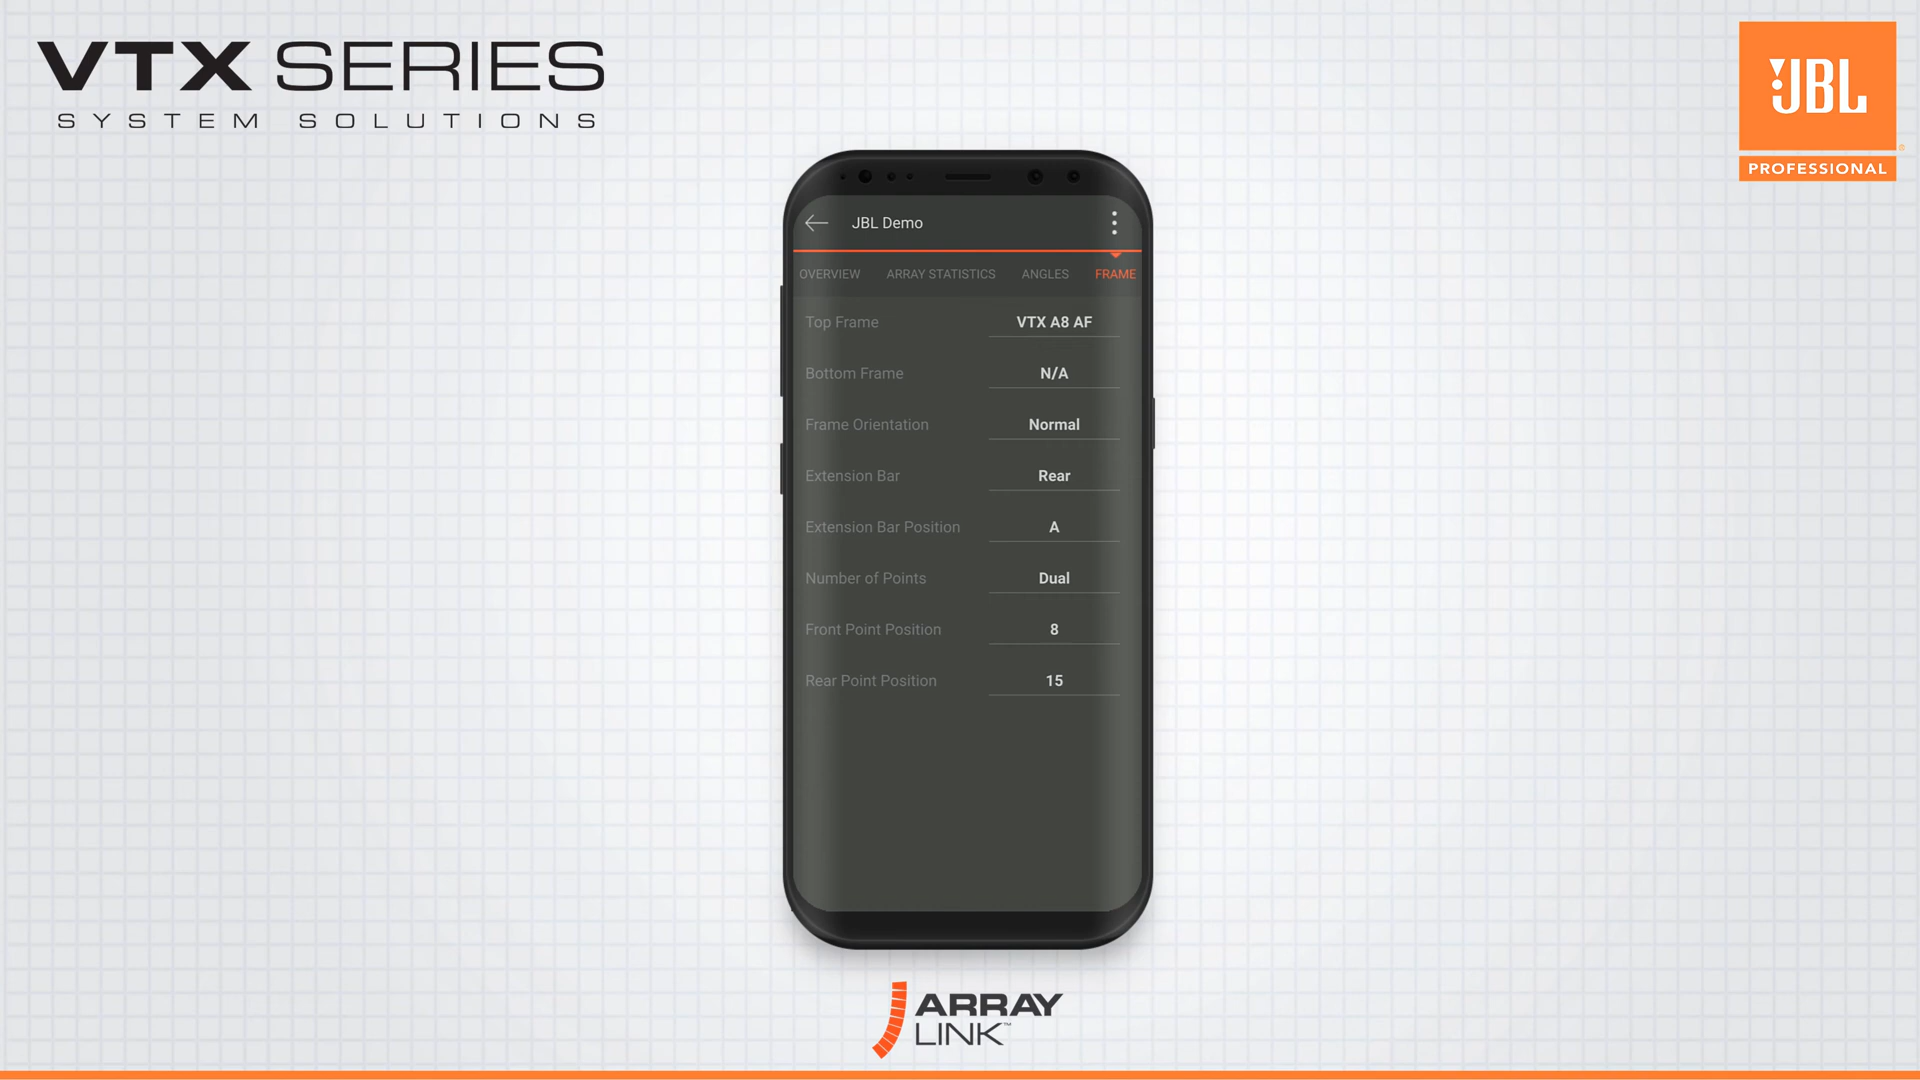 VTX SERIES
SYSTEM SOLUTIONS
JBL
®
PROFESSIONAL
JBL Demo
OVERVIEW ARRAY STATISTICS ANGLES FRAME
Top Frame VTX A8 AF
Bottom Frame N/A
Frame Orientation Normal
Extension Bar Rear
Extension Bar Position A
Number of Points Dual
Front Point Position 8
Rear Point Position 15
ARRAY
LINK™